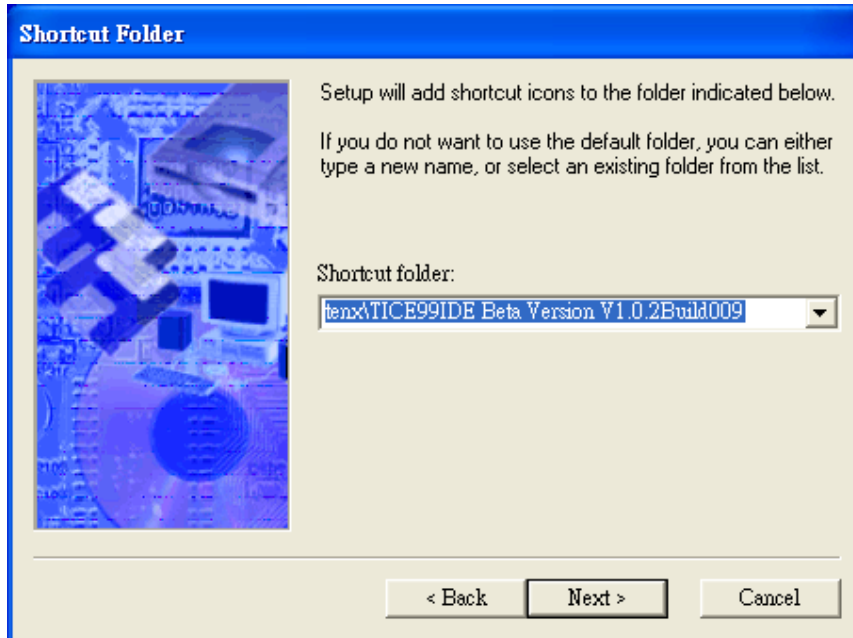 Shortcut Folder
Setup will add shortcut icons to the folder indicated below.
If you do not want to use the default folder, you can either
type a new name, or select an existing folder from the list.
Shortcut folder:
tenx\TICE99IDE Beta Version V1.0.2Build009
< Back
Next >
Cancel